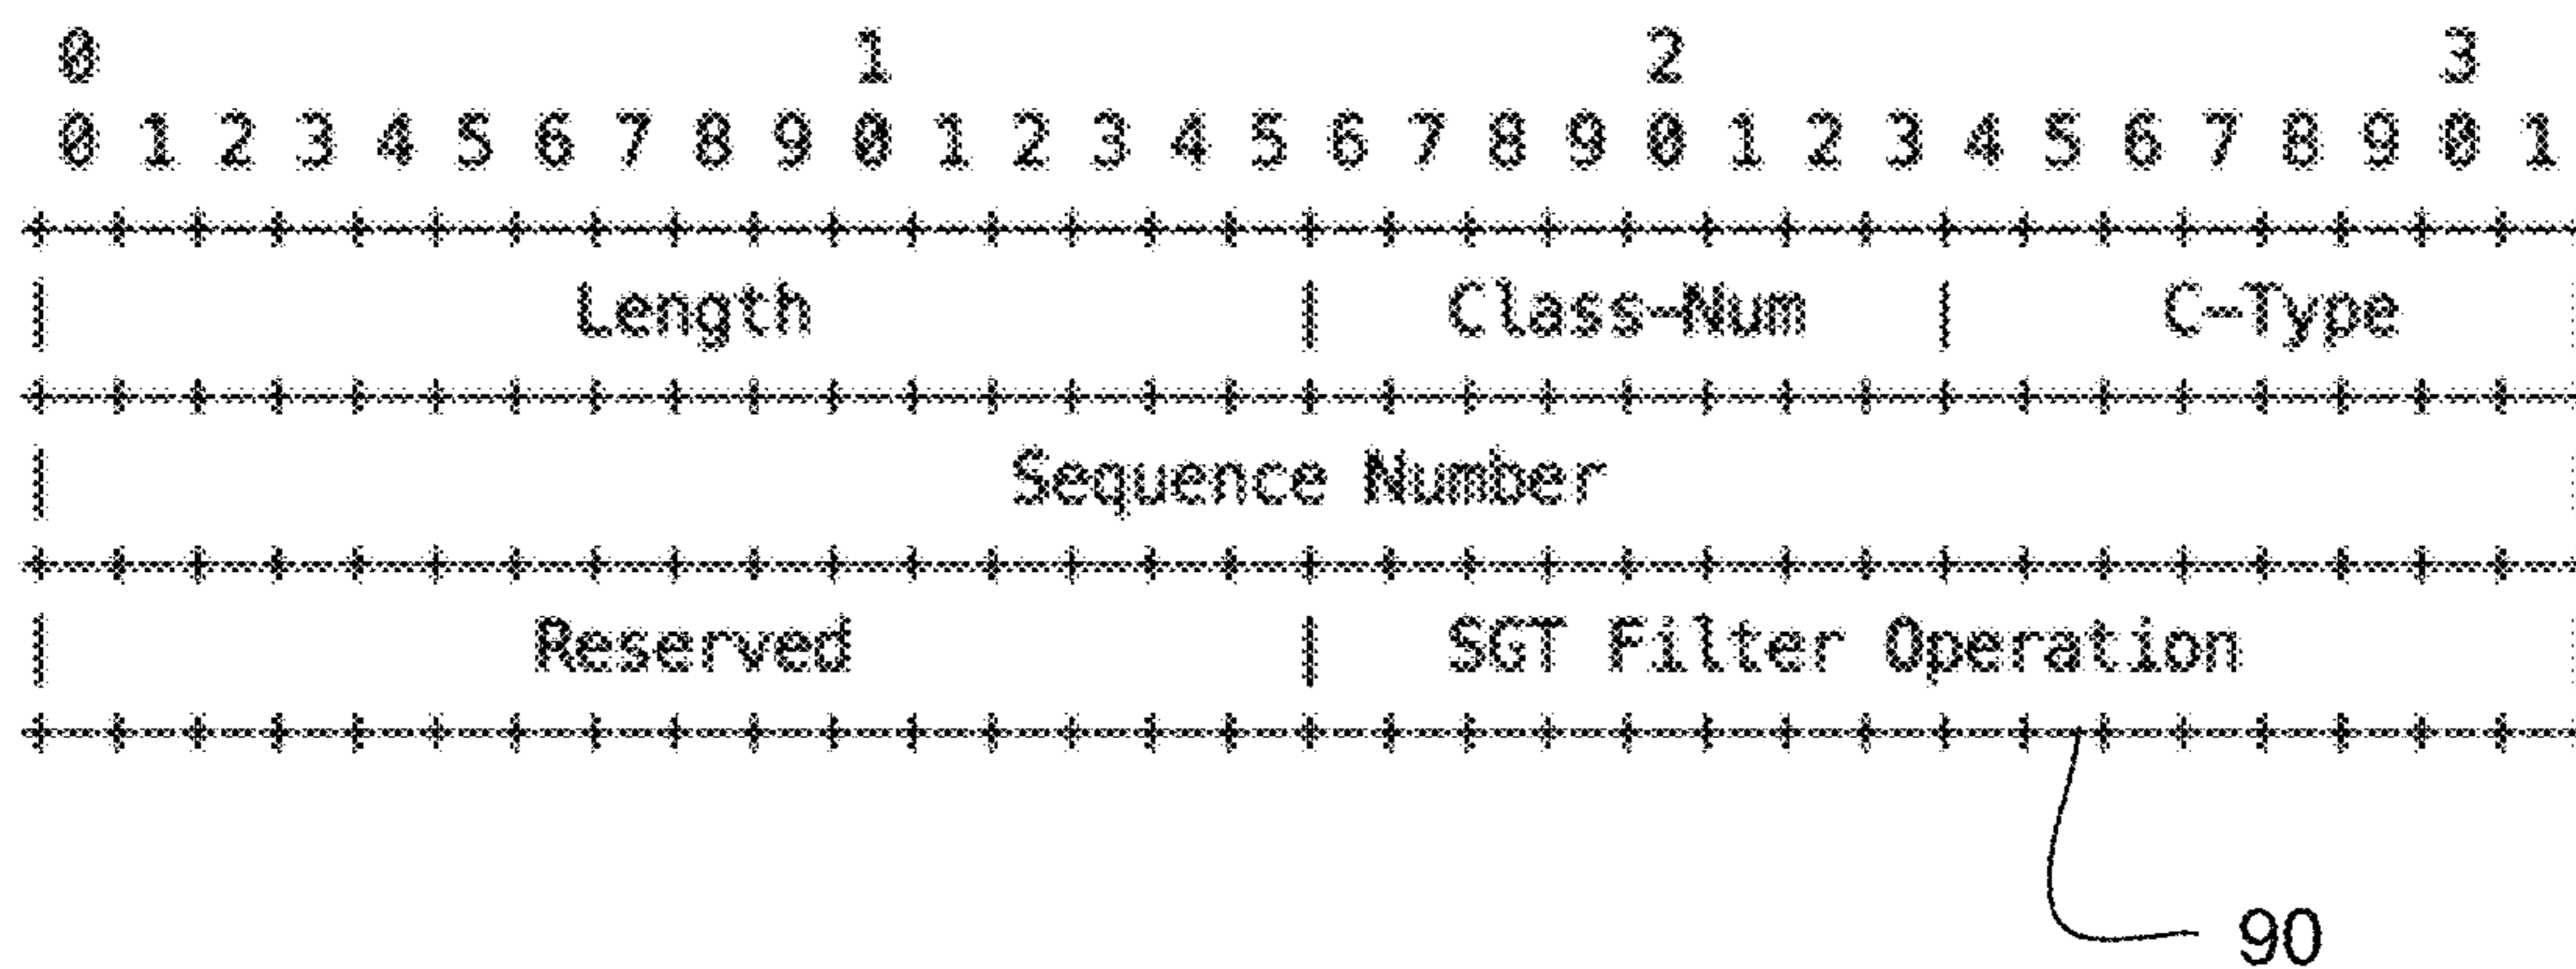 0 1 2 3
0 1 2 3 4 5 6 7 8 9 0 1 2 3 4 5 6 7 8 9 0 1 2 3 4 5 6 7 8 9 0 1
+-+-+-+-+-+-+-+-+-+-+-+-+-+-+-+-+-+-+-+-+-+-+-+-+-+-+-+-+-+-+-+-
| Length | Class-Num | C-Type |
+-+-+-+-+-+-+-+-+-+-+-+-+-+-+-+-+-+-+-+-+-+-+-+-+-+-+-+-+-+-+-+-
| Sequence Number |
+-+-+-+-+-+-+-+-+-+-+-+-+-+-+-+-+-+-+-+-+-+-+-+-+-+-+-+-+-+-+-+-
| Reserved | SGT Filter Operation |
+-+-+-+-+-+-+-+-+-+-+-+-+-+-+-+-+-+-+-+-+-+-+-+-+-+-+-+-+-+-+-+-
90